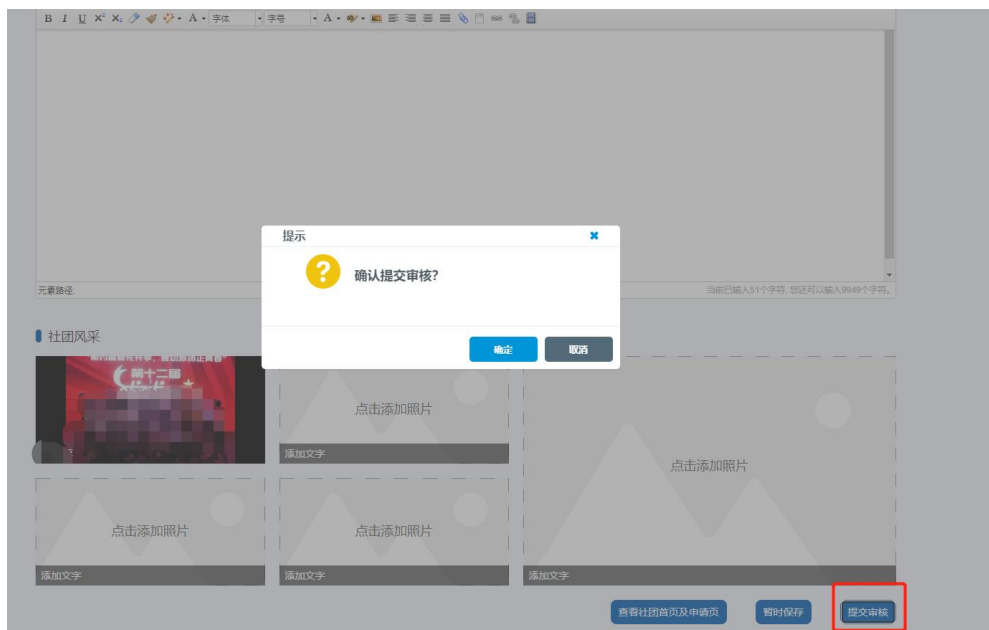 B I U X² X₂ A 字体 字号 A
提示
确认提交审核?
确定 取消
元素路径: 当前已输入51个字符, 您还可以输入9949个字符。
社团风采
第十二届
点击添加照片
添加文字
点击添加照片
点击添加照片
点击添加照片
添加文字 添加文字 添加文字
查看社团首页及申请页 暂时保存 提交审核